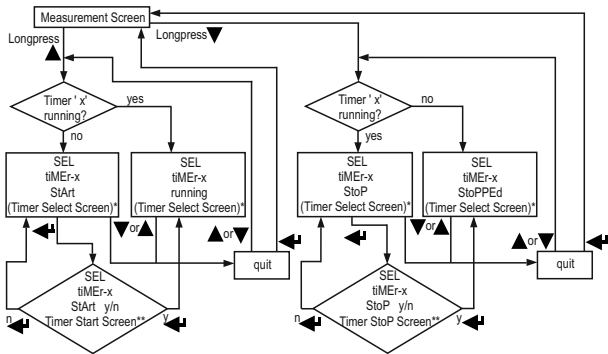 Measurement Screen
Longpress
Longpress
Timer ' x'
running?
yes
no
SEL
tiMEr-x
StArt
(Timer Select Screen)*
SEL
tiMEr-x
running
(Timer Select Screen)*
or
or
quit
SEL
tiMEr-x
StArt y/n
Timer Start Screen**
n
y
Timer ' x'
running?
no
yes
SEL
tiMEr-x
StoP
(Timer Select Screen)*
SEL
tiMEr-x
StoPPEd
(Timer Select Screen)*
or
or
quit
SEL
tiMEr-x
StoP y/n
Timer StoP Screen**
n
y